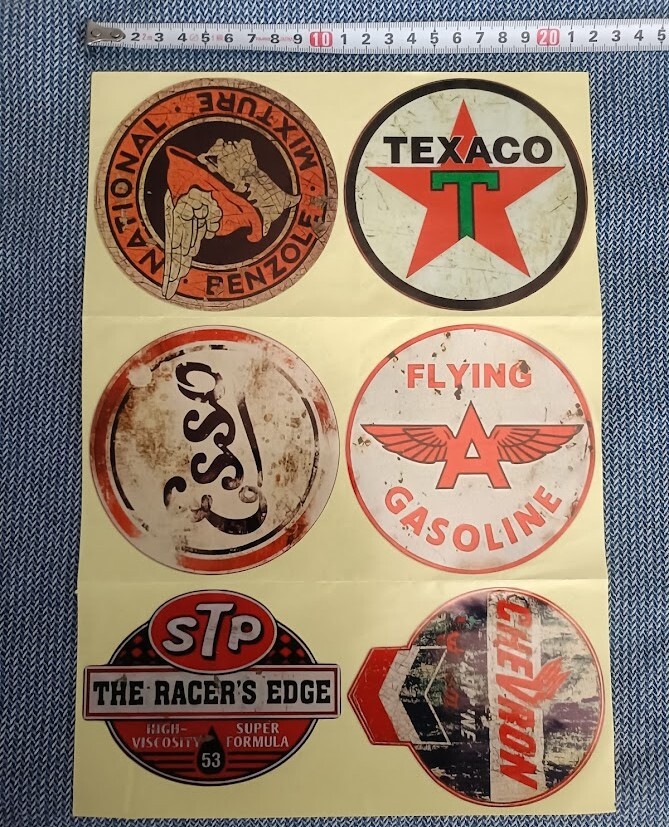 2 3 4 5 6 7 8 9 10 1 2 3 4 5 6 7 8 9 20 1 2 3 4 5
NATIONAL · BENZOLE · MIXTURE
TEXACO
T
Esso
FLYING
A
GASOLINE
STP
THE RACER'S EDGE
HIGH-
VISCOSITY
SUPER
FORMULA
53
CHEVRON